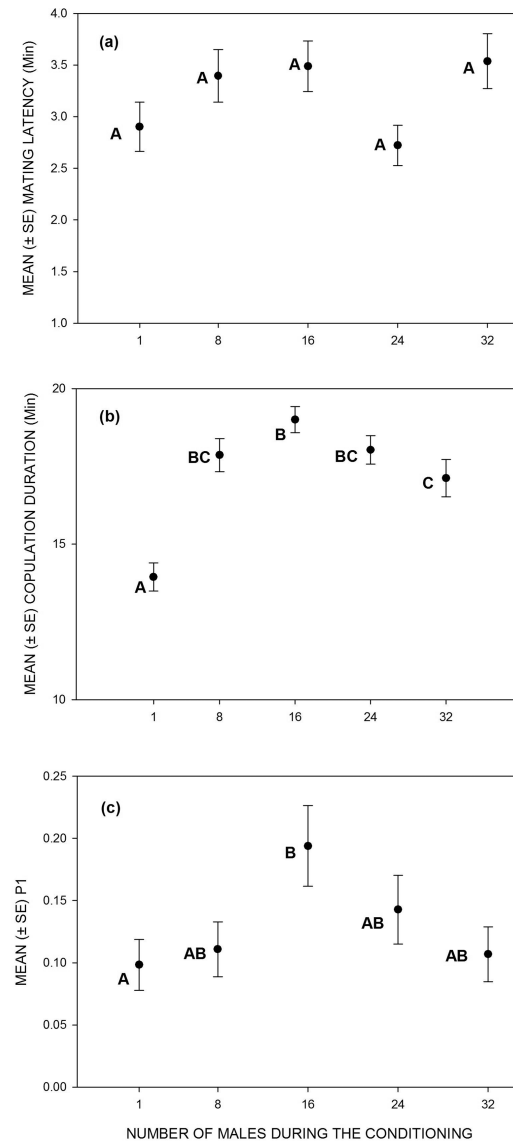 (a)
MEAN (± SE) MATING LATENCY (Min)
4.0
3.5
3.0
2.5
2.0
1.5
1.0
A
A
A
A
A
1 8 16 24 32
(b)
MEAN (± SE) COPULATION DURATION (Min)
20
15
10
A
BC
B
BC
C
1 8 16 24 32
(c)
MEAN (± SE) P1
0.25
0.20
0.15
0.10
0.05
0.00
A
AB
B
AB
AB
1 8 16 24 32
NUMBER OF MALES DURING THE CONDITIONING